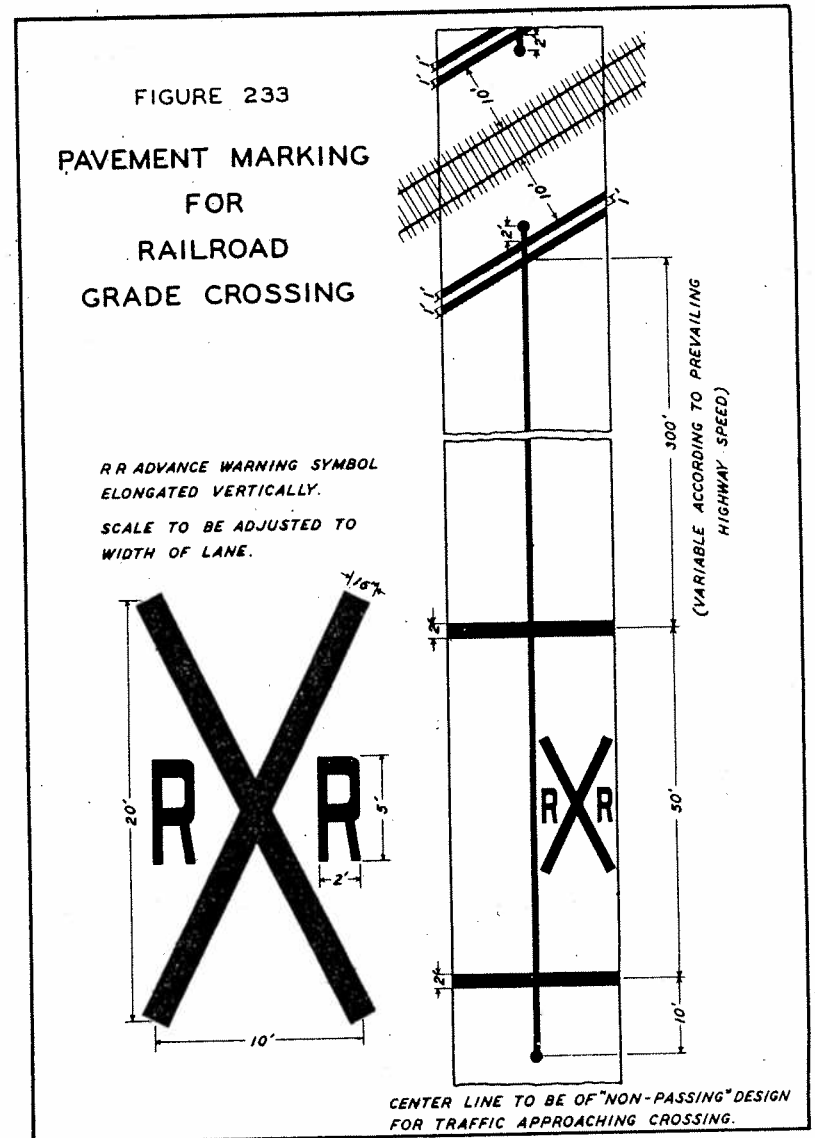 FIGURE 233
PAVEMENT MARKING
FOR
RAILROAD
GRADE CROSSING
R R ADVANCE WARNING SYMBOL
ELONGATED VERTICALLY.
SCALE TO BE ADJUSTED TO
WIDTH OF LANE.
16"
20'
R R
5'
2'
10'
2'
1'
1'
10'
10'
1'
2'
1'
1'
300'
(VARIABLE ACCORDING TO PREVAILING
HIGHWAY SPEED)
2'
R R
50'
2'
10'
CENTER LINE TO BE OF "NON-PASSING" DESIGN
FOR TRAFFIC APPROACHING CROSSING.